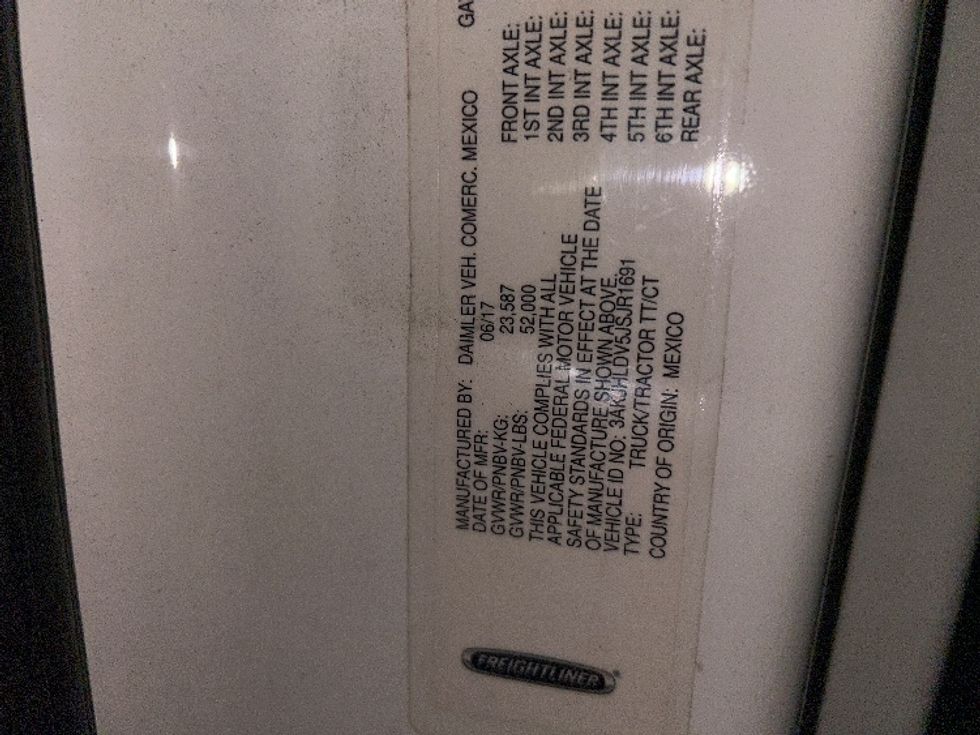 MANUFACTURED BY: DAIMLER VEH. COMERC. MEXICO GA
DATE OF MFR: 06/17
GVWR/PNBV-KG: 23,587
GVWR/PNBV-LBS: 52,000
THIS VEHICLE COMPLIES WITH ALL
APPLICABLE FEDERAL MOTOR VEHICLE
SAFETY STANDARDS IN EFFECT AT THE DATE
OF MANUFACTURE SHOWN ABOVE.
VEHICLE ID NO: 3AKJHLDV5JSJR1691
TYPE: TRUCK/TRACTOR TT/CT
COUNTRY OF ORIGIN: MEXICO
FRONT AXLE:
1ST INT AXLE:
2ND INT AXLE:
3RD INT AXLE:
4TH INT AXLE:
5TH INT AXLE:
6TH INT AXLE:
REAR AXLE:
FREIGHTLINER®